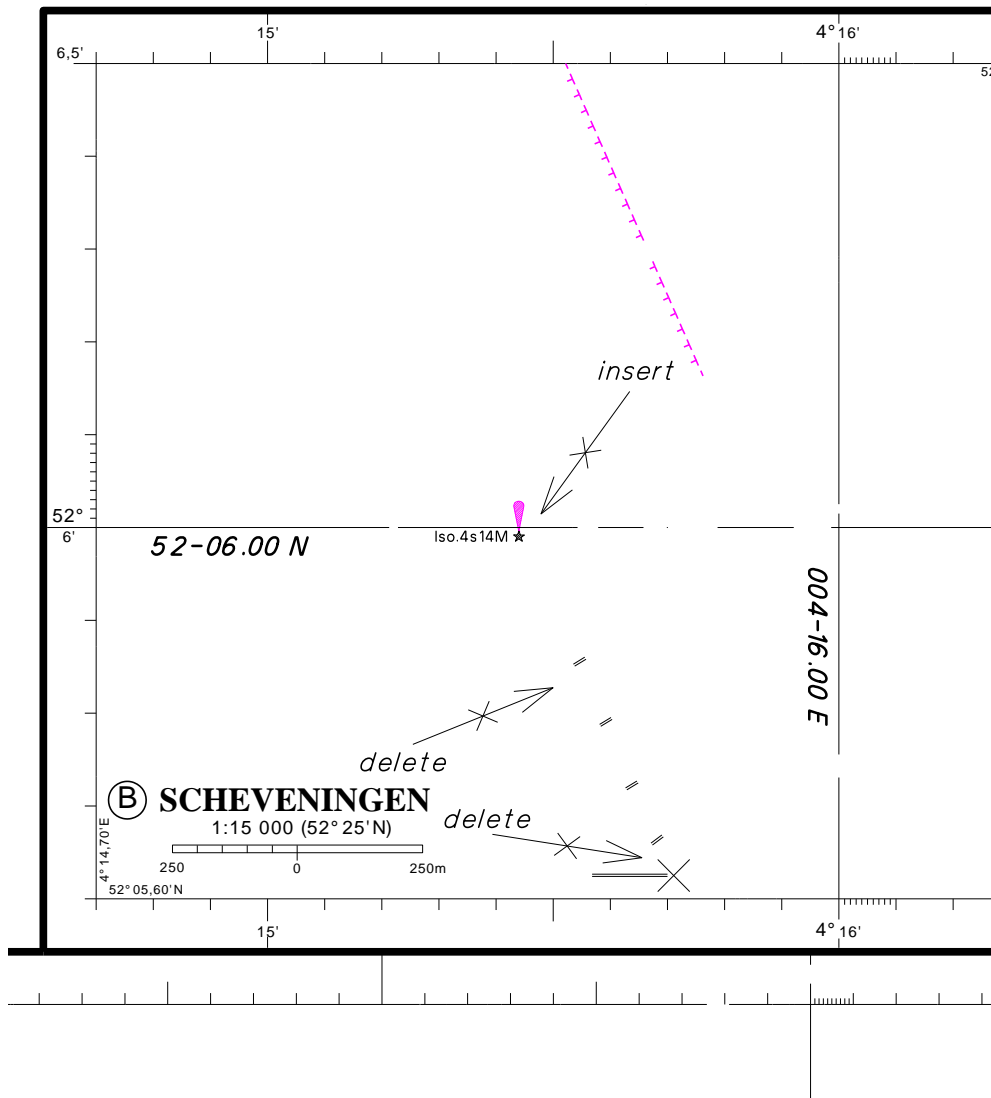 15'
4° 16'
6,5'
52
insert
52°
6'
Iso.4s14M
52-06.00 N
004-16.00 E
delete
B SCHEVENINGEN
delete
1:15 000 (52° 25'N)
250 0 250m
4° 14,70'E
52° 05,60'N
15'
4° 16'